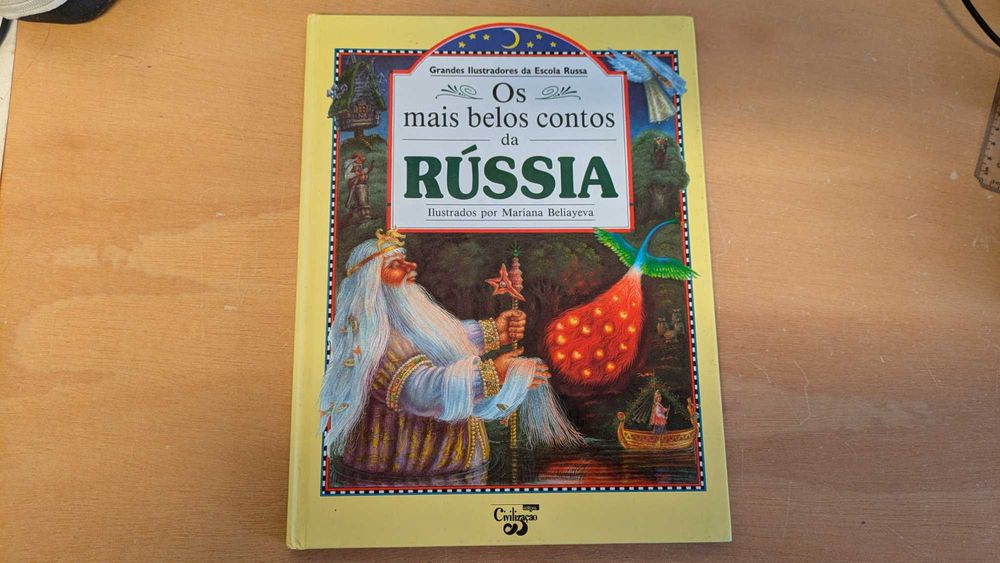 Grandes Ilustradores da Escola Russa
Os
mais belos contos
da
RÚSSIA
Ilustrados por Mariana Beliayeva
Civilização